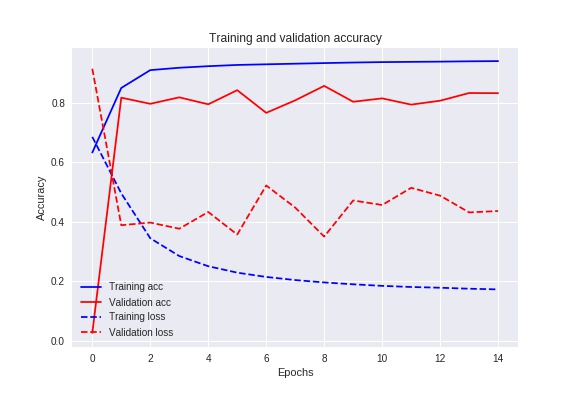 Training and validation accuracy
Accuracy
0.8
0.6
0.4
0.2
0.0
Training acc
Validation acc
Training loss
Validation loss
0 2 4 6 8 10 12 14
Epochs